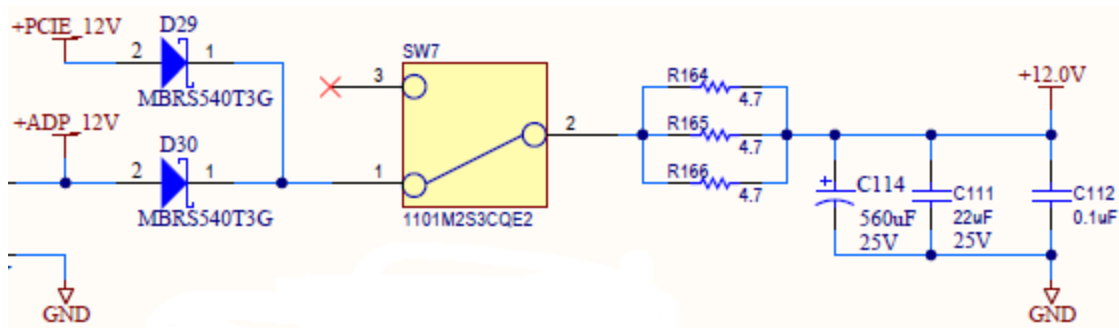 +PCIE_12V
D29
2
1
MBRS540T3G
+ADP_12V
D30
2
1
MBRS540T3G
GND
SW7
3
2
1
1101M2S3CQE2
R164
4.7
R165
4.7
R166
4.7
+12.0V
+
C114
560uF
25V
C111
22uF
25V
C112
0.1uF
GND